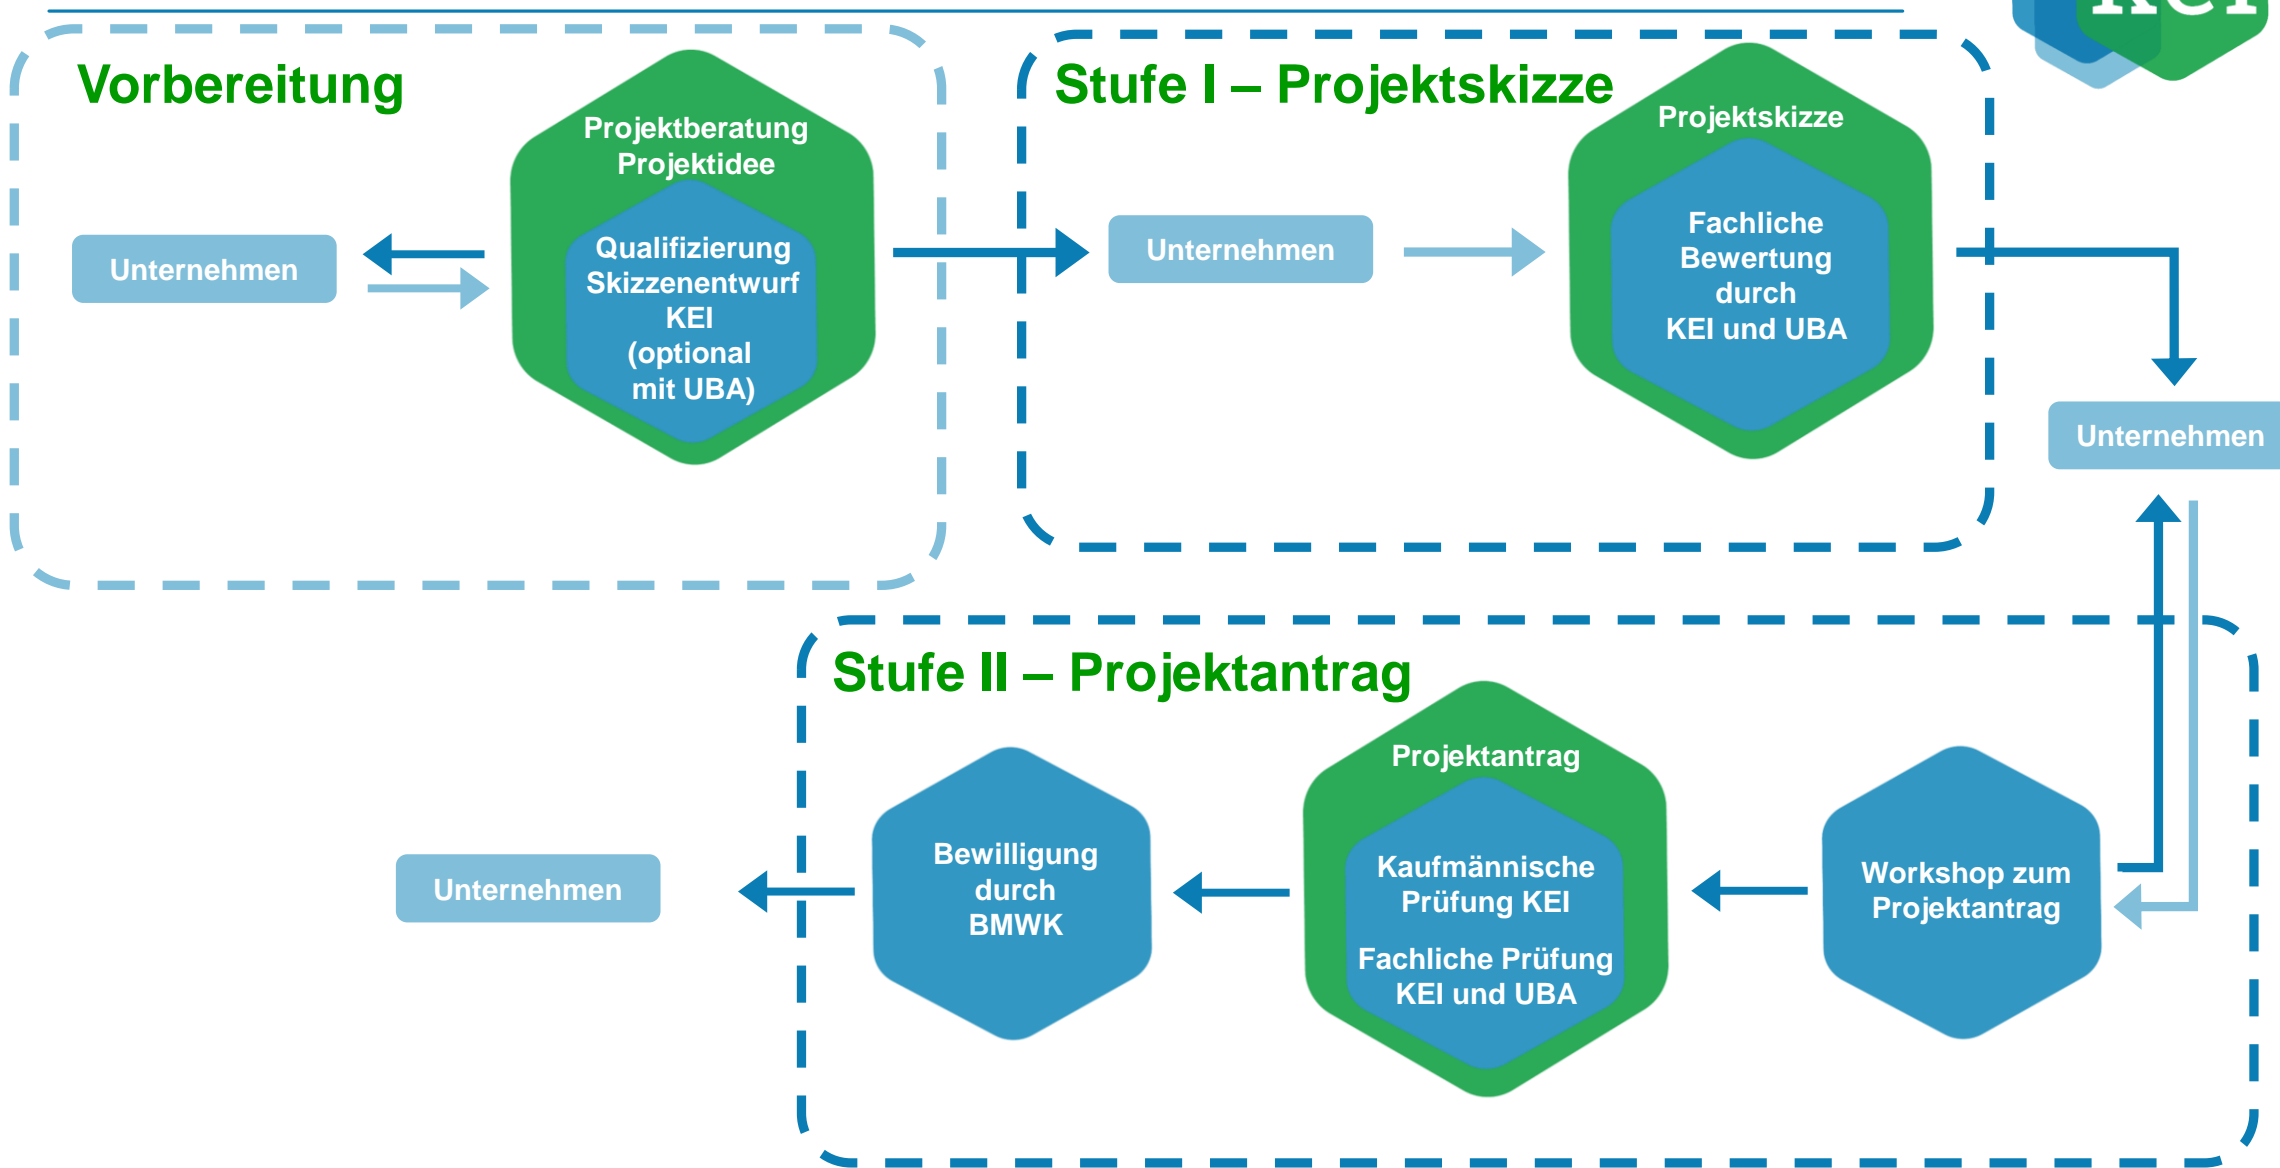 Vorbereitung
Projektberatung
Projektidee
Qualifizierung
Skizzenentwurf
KEI
(optional
mit UBA)
Unternehmen
Stufe I – Projektskizze
Unternehmen
Projektskizze
Fachliche
Bewertung
durch
KEI und UBA
Unternehmen
Stufe II – Projektantrag
Workshop zum
Projektantrag
Projektantrag
Kaufmännische
Prüfung KEI
Fachliche Prüfung
KEI und UBA
Bewilligung
durch
BMWK
Unternehmen